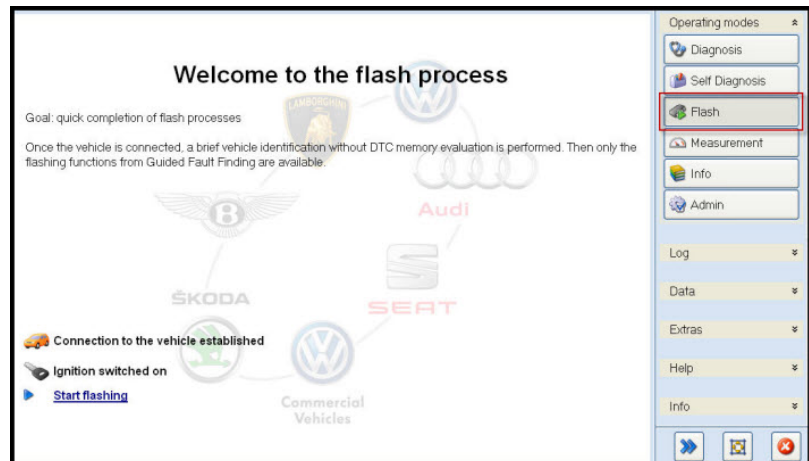 Welcome to the flash process
Goal: quick completion of flash processes
Once the vehicle is connected, a brief vehicle identification without DTC memory evaluation is performed. Then only the
flashing functions from Guided Fault Finding are available.
LAMBORGHINI
B
Audi
ŠKODA
SEAT
Commercial
Vehicles
Connection to the vehicle established
Ignition switched on
Start flashing
Operating modes
Diagnosis
Self Diagnosis
Flash
Measurement
Info
Admin
Log
Data
Extras
Help
Info